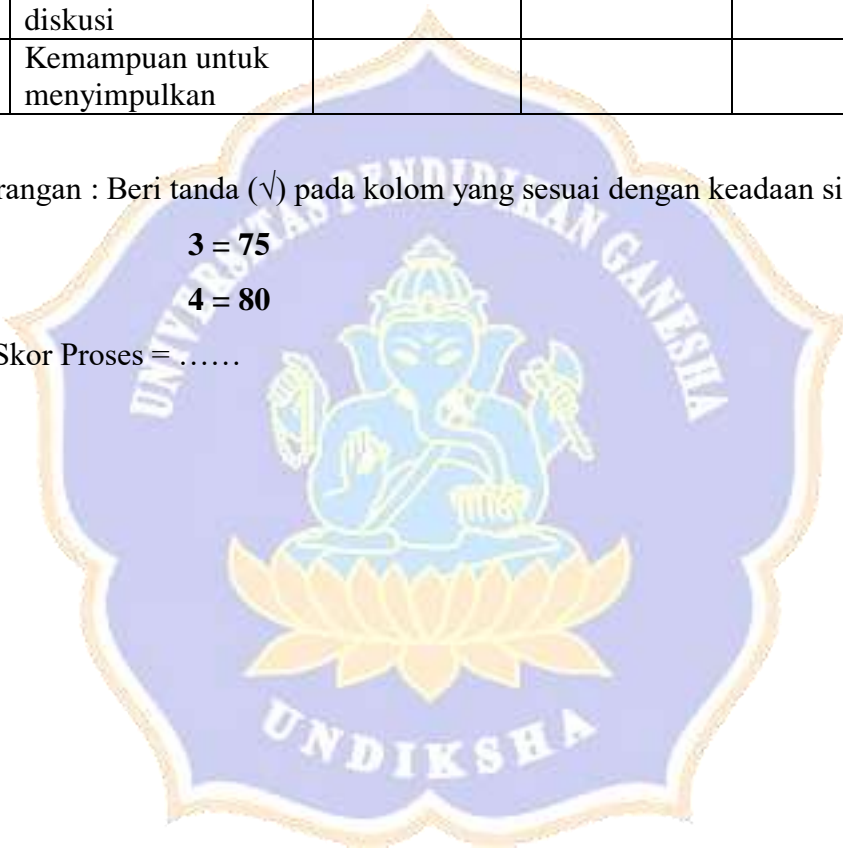 diskusi
Kemampuan untuk
menyimpulkan
rangan : Beri tanda (√) pada kolom yang sesuai dengan keadaan si
3 = 75
4 = 80
Skor Proses = ……
UNIVERSITAS PENDIDIKAN GANESHA
UNDIKSHA